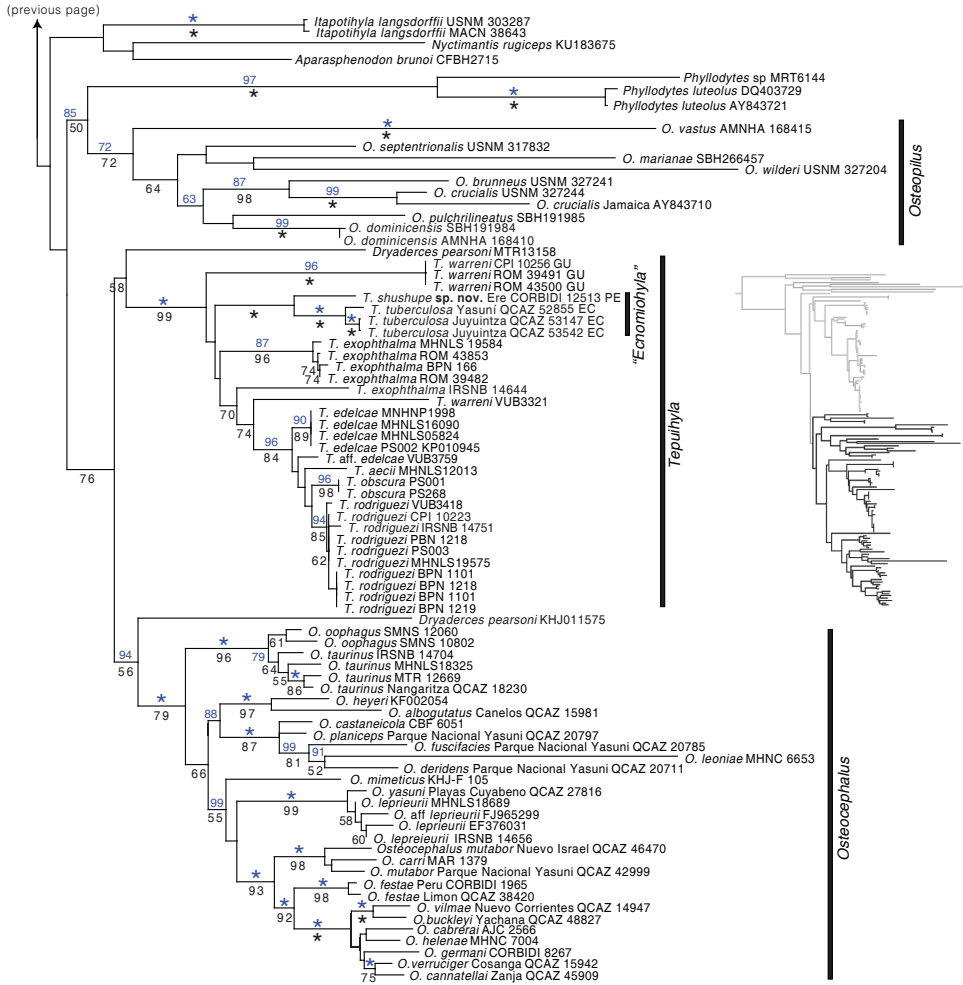 (previous page)
*
*
Itapotihyla langsdorffii USNM 303287
Itapotihyla langsdorffii MACN 38643
Nyctimantis rugiceps KU183675
Aparasphenodon brunoi CFBH2715
97
*
Phyllodytes sp MRT6144
*
*
Phyllodytes luteolus DQ403729
Phyllodytes luteolus AY843721
85
50
*
*
O. vastus AMNHA 168415
72
72
O. septentrionalis USNM 317832
O. marianae SBH266457
O. wilderi USNM 327204
64
87
98
O. brunneus USNM 327241
63
99
*
O. crucialis USNM 327244
O. crucialis Jamaica AY843710
O. pulchrilineatus SBH191985
99
*
O. dominicensis SBH191984
O. dominicensis AMNHA 168410
Osteopilus
Dryaderces pearsoni MTR13158
58
96
*
T. warreni CPI 10256 GU
T. warreni ROM 39491 GU
T. warreni ROM 43500 GU
*
99
*
T. shushupe sp. nov. Ere CORBIDI 12513 PE
*
*
T. tuberculosa Yasuní QCAZ 52855 EC
*
*
T. tuberculosa Juyuintza QCAZ 53147 EC
T. tuberculosa Juyuintza QCAZ 53542 EC
"Ecnomiohyla"
87
96
T. exophthalma MHNLS 19584
T. exophthalma ROM 43853
74
T. exophthalma BPN 166
74
T. exophthalma ROM 39482
T. exophthalma IRSNB 14644
70
T. warreni VUB3321
74
90
89
T. edelcae MNHNP1998
T. edelcae MHNLS16090
T. edelcae MHNLS05824
T. edelcae PS002 KP010945
96
84
T. aff. edelcae VUB3759
T. aecii MHNLS12013
96
98
T. obscura PS001
T. obscura PS268
94
85
T. rodriguezi VUB3418
T. rodriguezi CPI 10223
T. rodriguezi IRSNB 14751
T. rodriguezi PBN 1218
T. rodriguezi PS003
62
T. rodriguezi MHNLS19575
T. rodriguezi BPN 1101
T. rodriguezi BPN 1218
T. rodriguezi BPN 1101
T. rodriguezi BPN 1219
Tepuihyla
76
Dryaderces pearsoni KHJ011575
94
56
*
96
61
O. oophagus SMNS 12060
O. oophagus SMNS 10802
79
64
O. taurinus IRSNB 14704
O. taurinus MHNLS18325
55
*
86
O. taurinus MTR 12669
O. taurinus Nangaritza QCAZ 18230
*
79
88
*
97
O. heyeri KF002054
O. albogutatus Canelos QCAZ 15981
*
87
O. castaneicola CBF 6051
O. planiceps Parque Nacional Yasuni QCAZ 20797
99
81
O. fuscifacies Parque Nacional Yasuni QCAZ 20785
91
52
O. leoniae MHNC 6653
O. deridens Parque Nacional Yasuni QCAZ 20711
66
99
55
O. mimeticus KHJ-F 105
*
99
O. yasuni Playas Cuyabeno QCAZ 27816
O. leprieurii MHNLS18689
58
O. aff leprieurii FJ965299
O. leprieurii EF376031
60
O. lepreieurii IRSNB 14656
*
93
*
98
Osteocephalus mutabor Nuevo Israel QCAZ 46470
O. carri MAR 1379
O. mutabor Parque Nacional Yasuni QCAZ 42999
*
92
*
98
O. festae Peru CORBIDI 1965
O. festae Limon QCAZ 38420
*
*
*
*
O. vilmae Nuevo Corrientes QCAZ 14947
O.buckleyi Yachana QCAZ 48827
O. cabrerai AJC 2566
O. helenae MHNC 7004
O. germani CORBIDI 8267
*
75
O.verruciger Cosanga QCAZ 15942
O. cannatellai Zanja QCAZ 45909
Osteocephalus